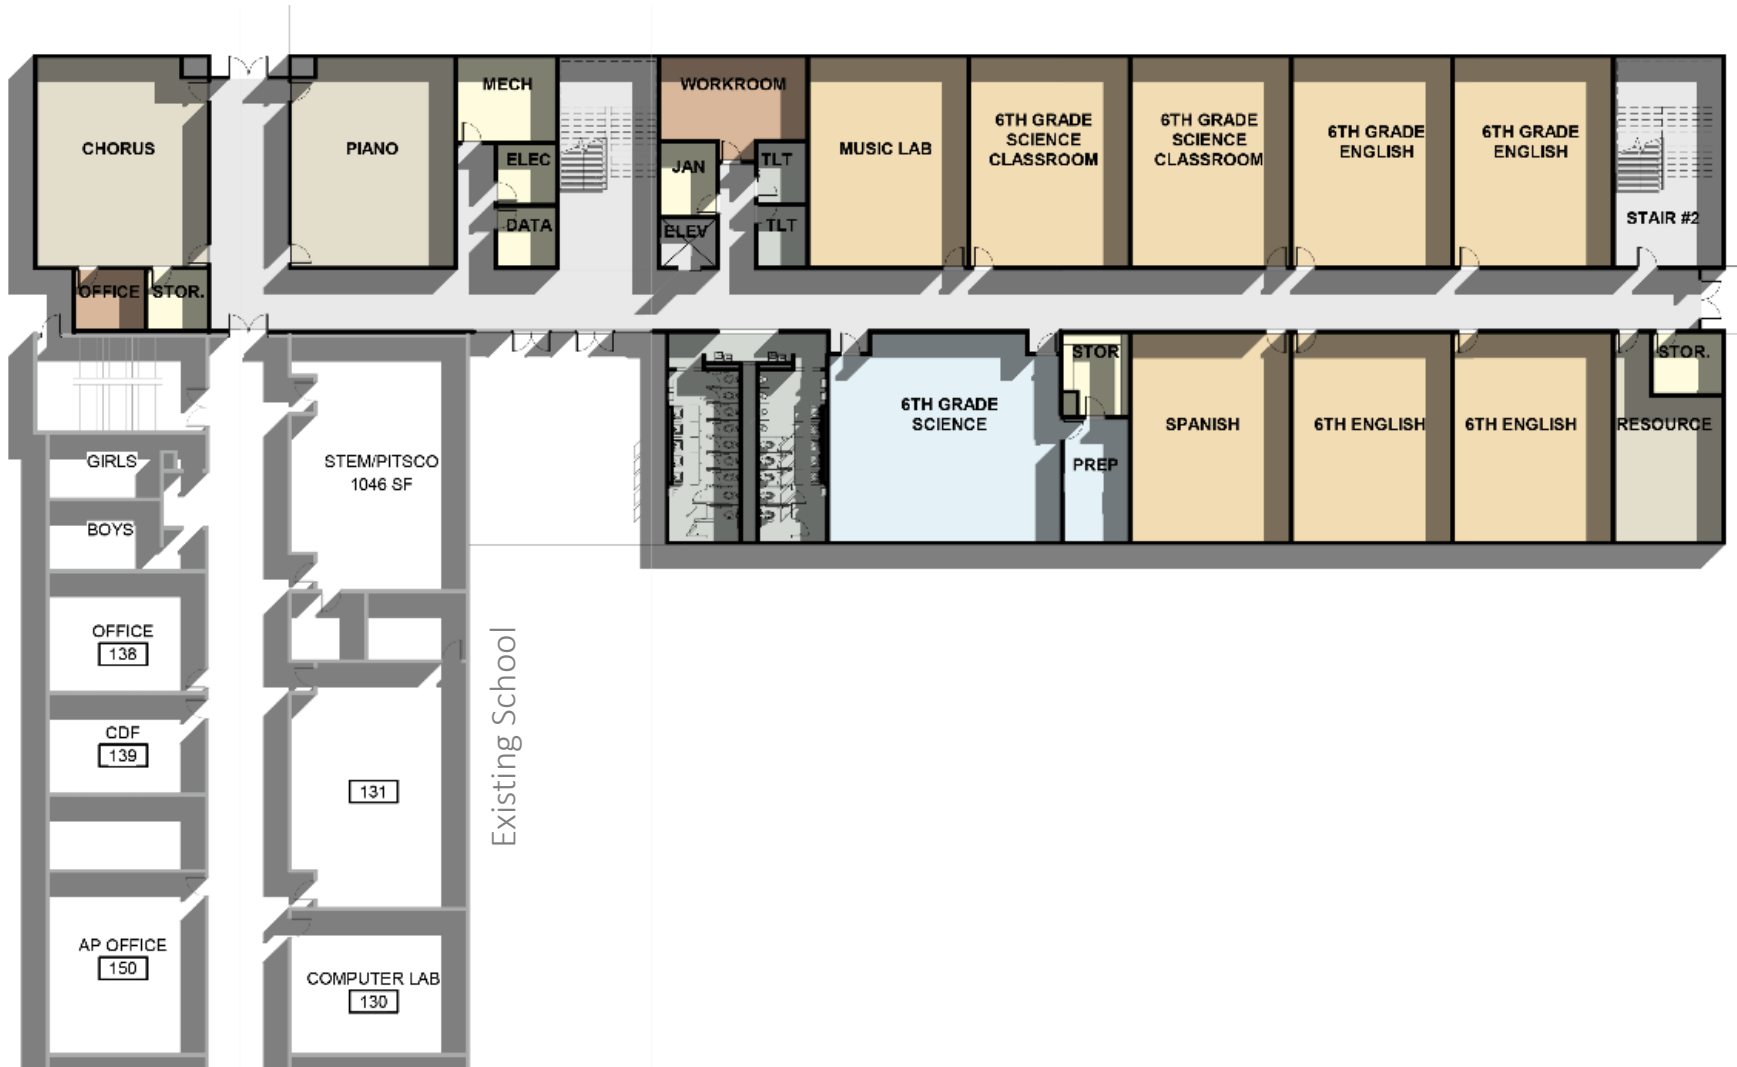 MECH
WORKROOM
CHORUS
PIANO
ELEC
JAN
TLT
MUSIC LAB
6TH GRADE
SCIENCE
CLASSROOM
6TH GRADE
SCIENCE
CLASSROOM
6TH GRADE
ENGLISH
6TH GRADE
ENGLISH
DATA
ELEV
TLT
STAIR #2
OFFICE
STOR.
STOR
STOR.
6TH GRADE
SCIENCE
SPANISH
6TH ENGLISH
6TH ENGLISH
RESOURCE
PREP
GIRLS
STEM/PITSCO
1046 SF
BOYS
OFFICE
138
CDF
139
131
Existing School
AP OFFICE
150
COMPUTER LAB
130